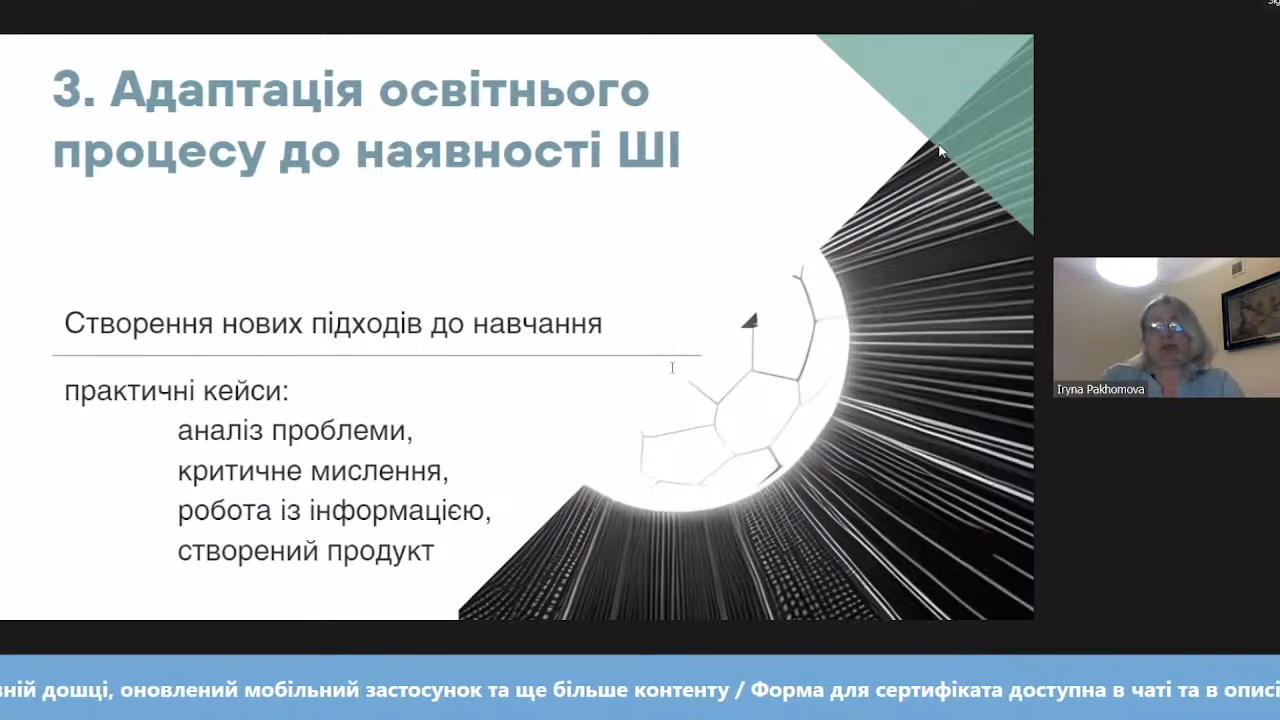 3. Адаптація освітнього
процесу до наявності ШІ
Створення нових підходів до навчання
практичні кейси:
аналіз проблеми,
критичне мислення,
робота із інформацією,
створений продукт
Iryna Pakhomova
дошці, оновлений мобільний застосунок та ще більше контенту / Форма для сертифіката доступна в чаті та в описі